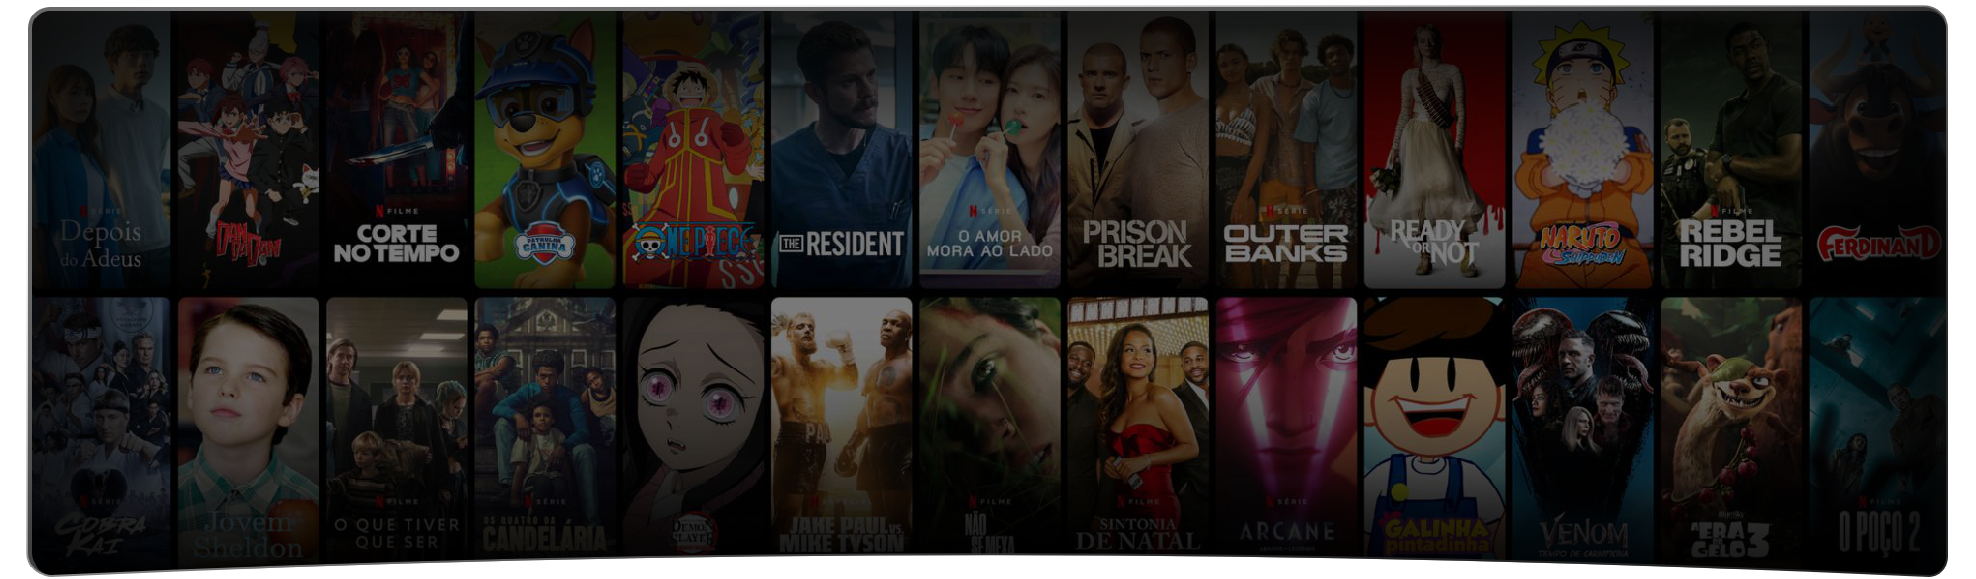 N SÉRIE
Depois
do Adeus
DAN
DA DAN
N FILME
CORTE
NO TEMPO
PATRULHA
CANINA
ONE PIECE
THE RESIDENT
N SÉRIE
O AMOR
MORA AO LADO
PRISON
BREAK
N SÉRIE
OUTER
BANKS
READY
OR
NOT
NARUTO
Shippuden
N FILME
REBEL
RIDGE
FERDINAND
N SÉRIE
COBRA
KAI
Jovem
Sheldon
N FILME
O QUE TIVER
QUE SER
N SÉRIE
OS QUATRO DA
CANDELÁRIA
DEMON
SLAYER
JAKE PAUL VS.
MIKE TYSON
N FILME
NÃO
SE MEXA
N FILME
SINTONIA
DE NATAL
N SÉRIE
ARCANE
GALINHA
pintadinha
VENOM
TEMPO DE CARNIFICINA
A ERA
DO GELO 3
N FILME
O POÇO 2